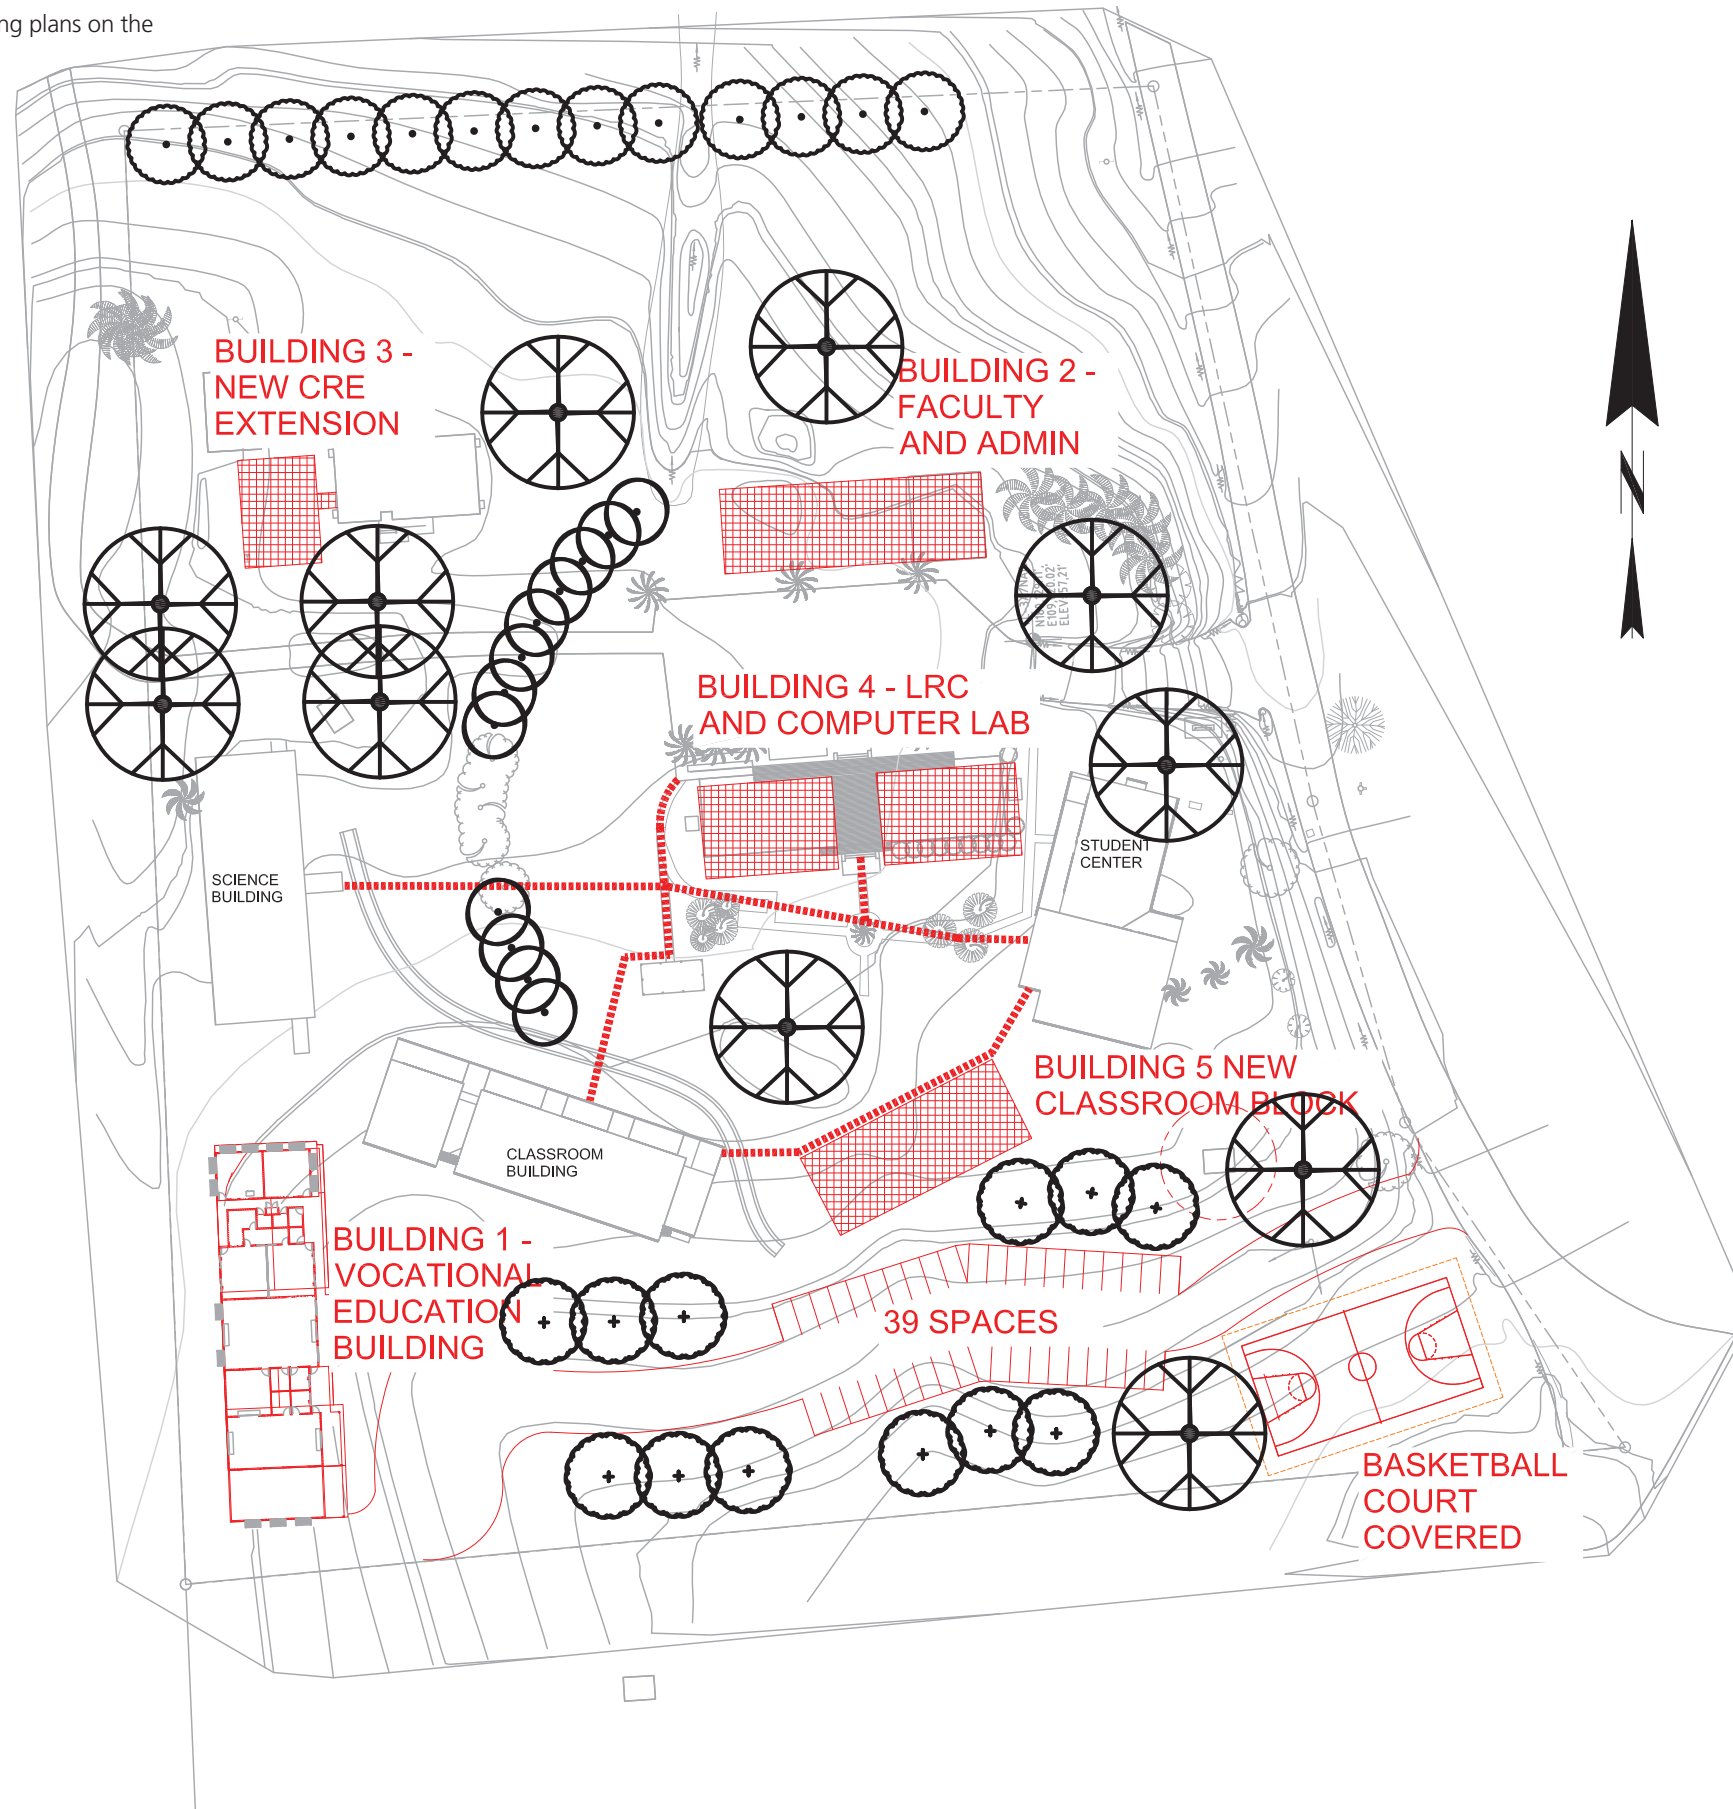 ng plans on the
BUILDING 3 -
NEW CRE
EXTENSION
BUILDING 2 -
FACULTY
AND ADMIN
N
BUILDING 4 - LRC
AND COMPUTER LAB
STUDENT
CENTER
SCIENCE
BUILDING
BUILDING 5 NEW
CLASSROOM BLOCK
CLASSROOM
BUILDING
BUILDING 1 -
VOCATIONAL
EDUCATION
BUILDING
39 SPACES
BASKETBALL
COURT
COVERED